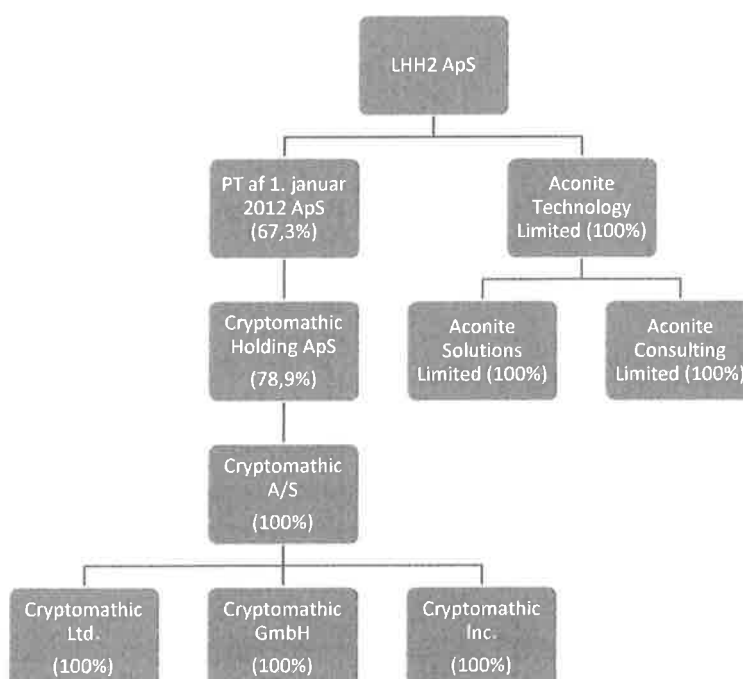 LHH2 ApS
PT af 1. januar
2012 ApS
(67,3%)
Aconite
Technology
Limited (100%)
Cryptomathic
Holding ApS
(78,9%)
Aconite
Solutions
Limited (100%)
Aconite
Consulting
Limited (100%)
Cryptomathic
A/S
(100%)
Cryptomathic
Ltd.
(100%)
Cryptomathic
GmbH
(100%)
Cryptomathic
Inc.
(100%)